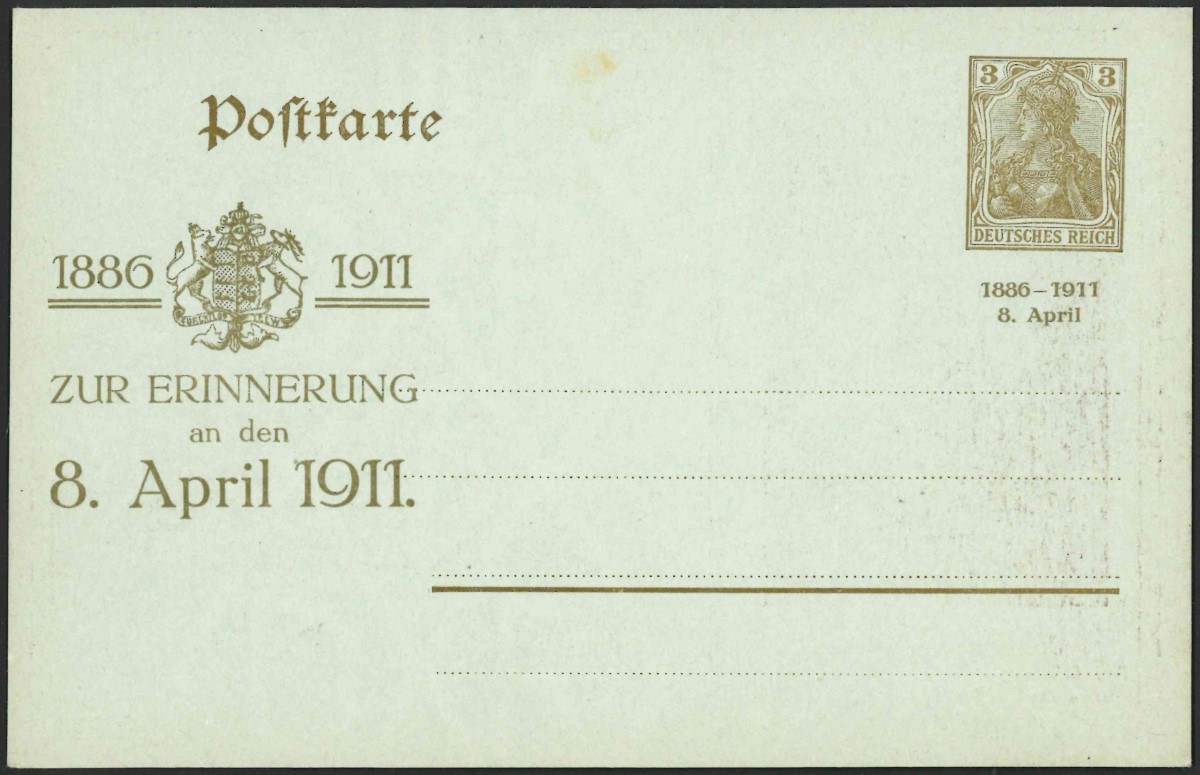 Poſtkarte
3 3
DEUTSCHES REICH
1886 1911
1886–1911
8. April
ZUR ERINNERUNG
an den
8. April 1911.